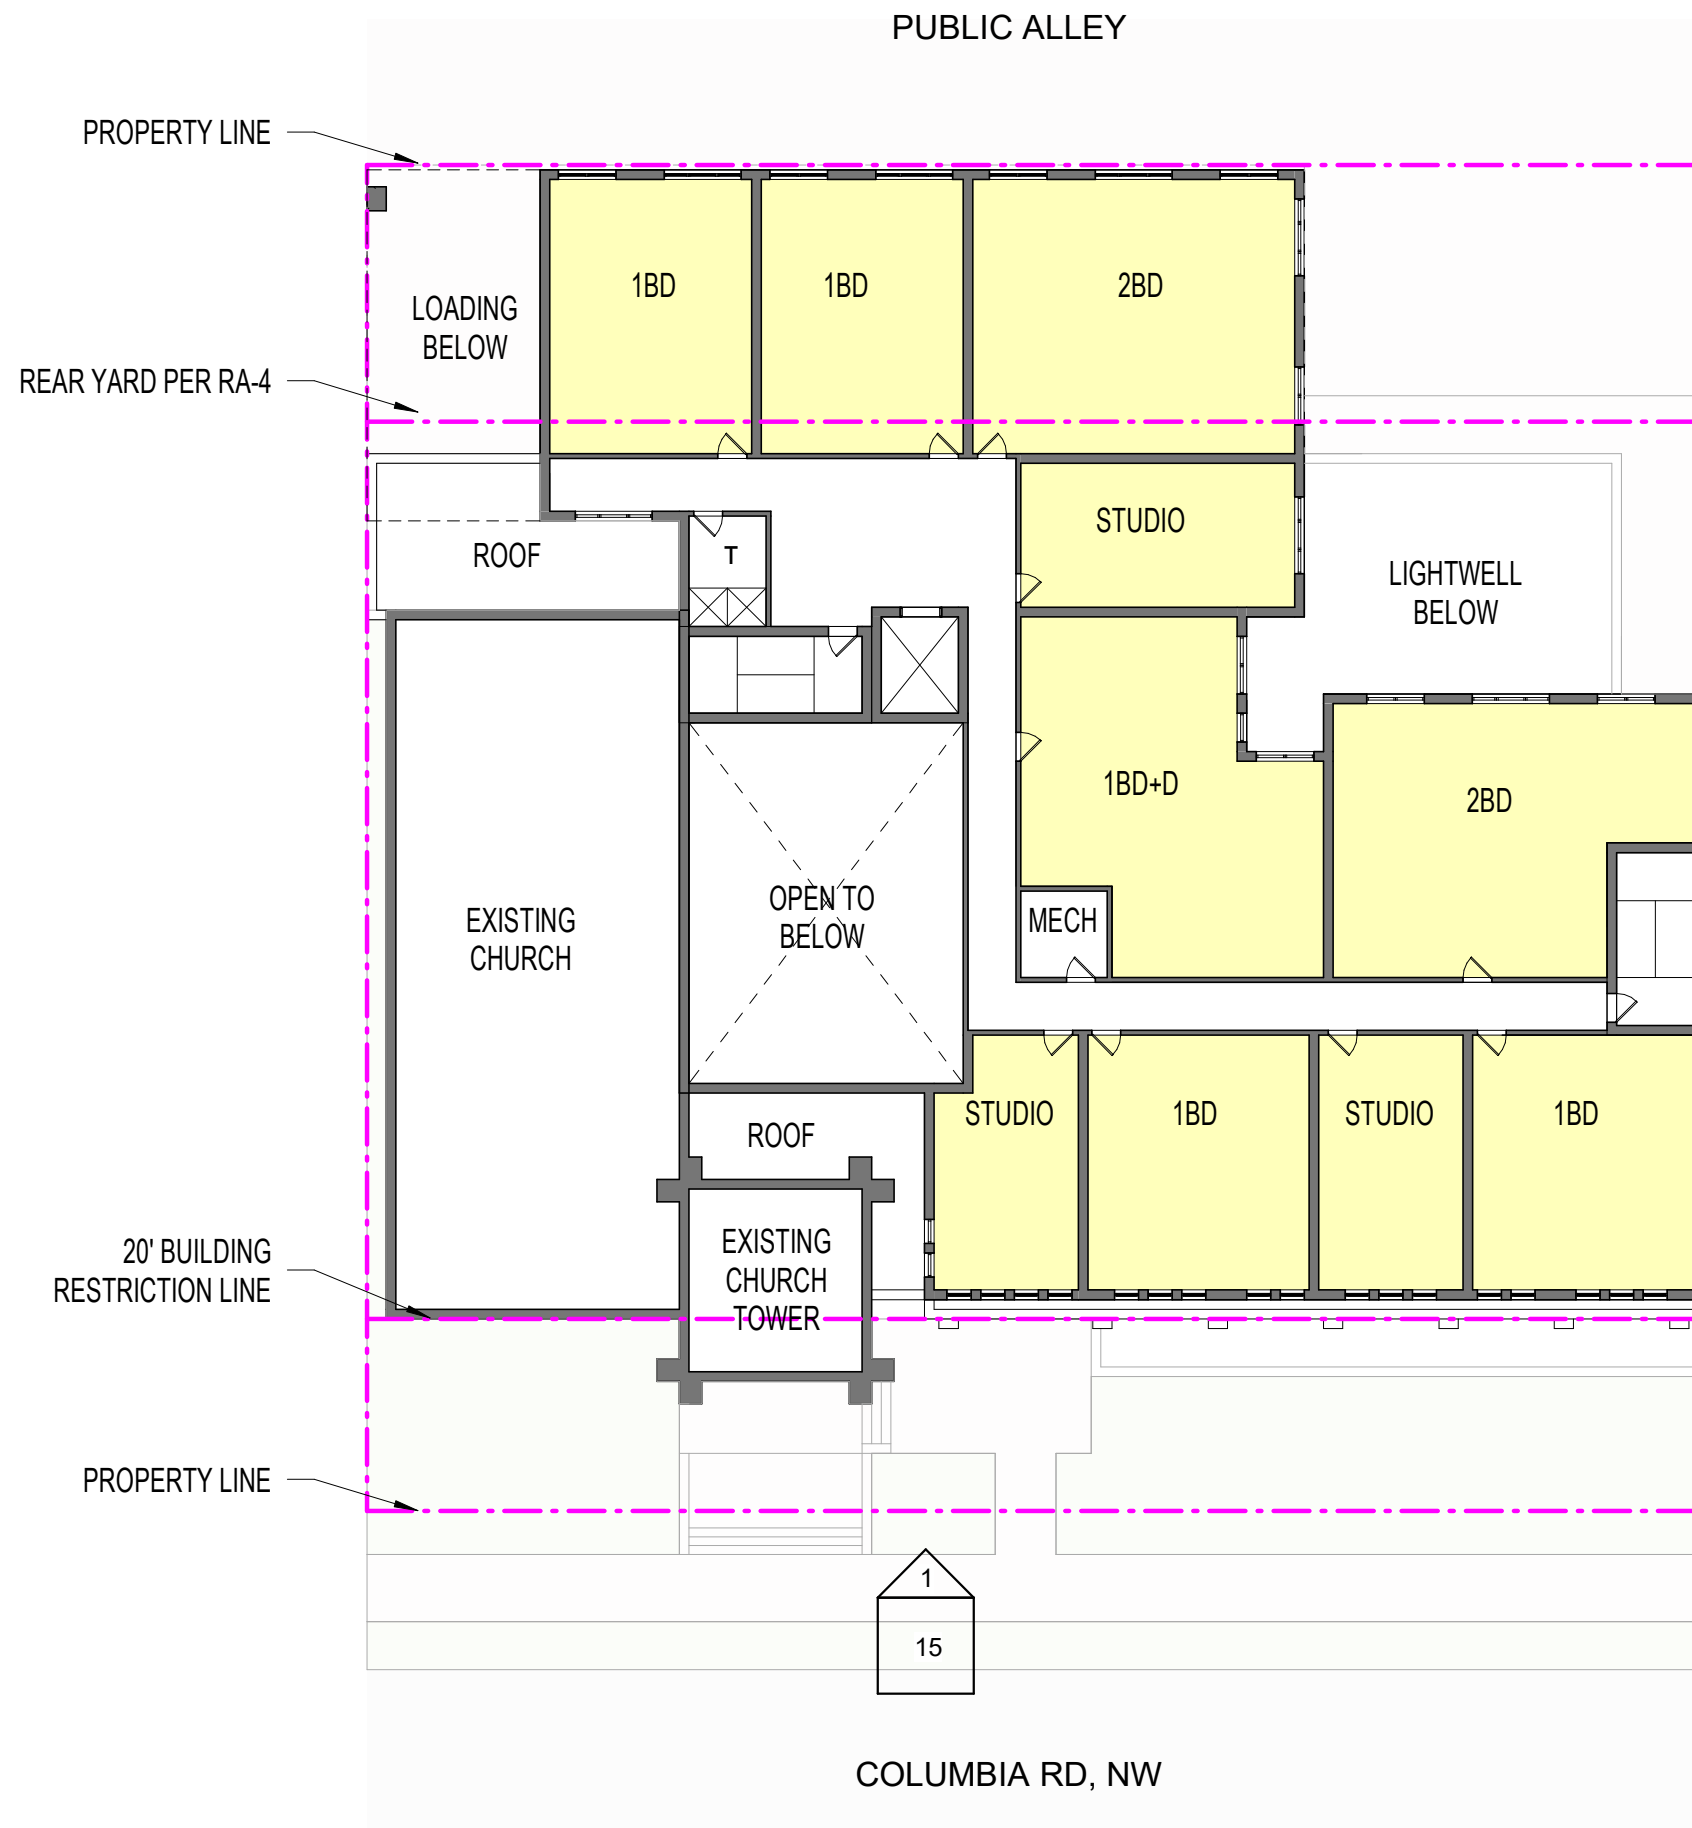 PUBLIC ALLEY
PROPERTY LINE
1BD
1BD
2BD
LOADING
BELOW
REAR YARD PER RA-4
STUDIO
T
ROOF
LIGHTWELL
BELOW
1BD+D
2BD
OPEN TO
BELOW
EXISTING
CHURCH
MECH
STUDIO
1BD
STUDIO
1BD
ROOF
EXISTING
CHURCH
TOWER
20' BUILDING
RESTRICTION LINE
PROPERTY LINE
1
15
COLUMBIA RD, NW